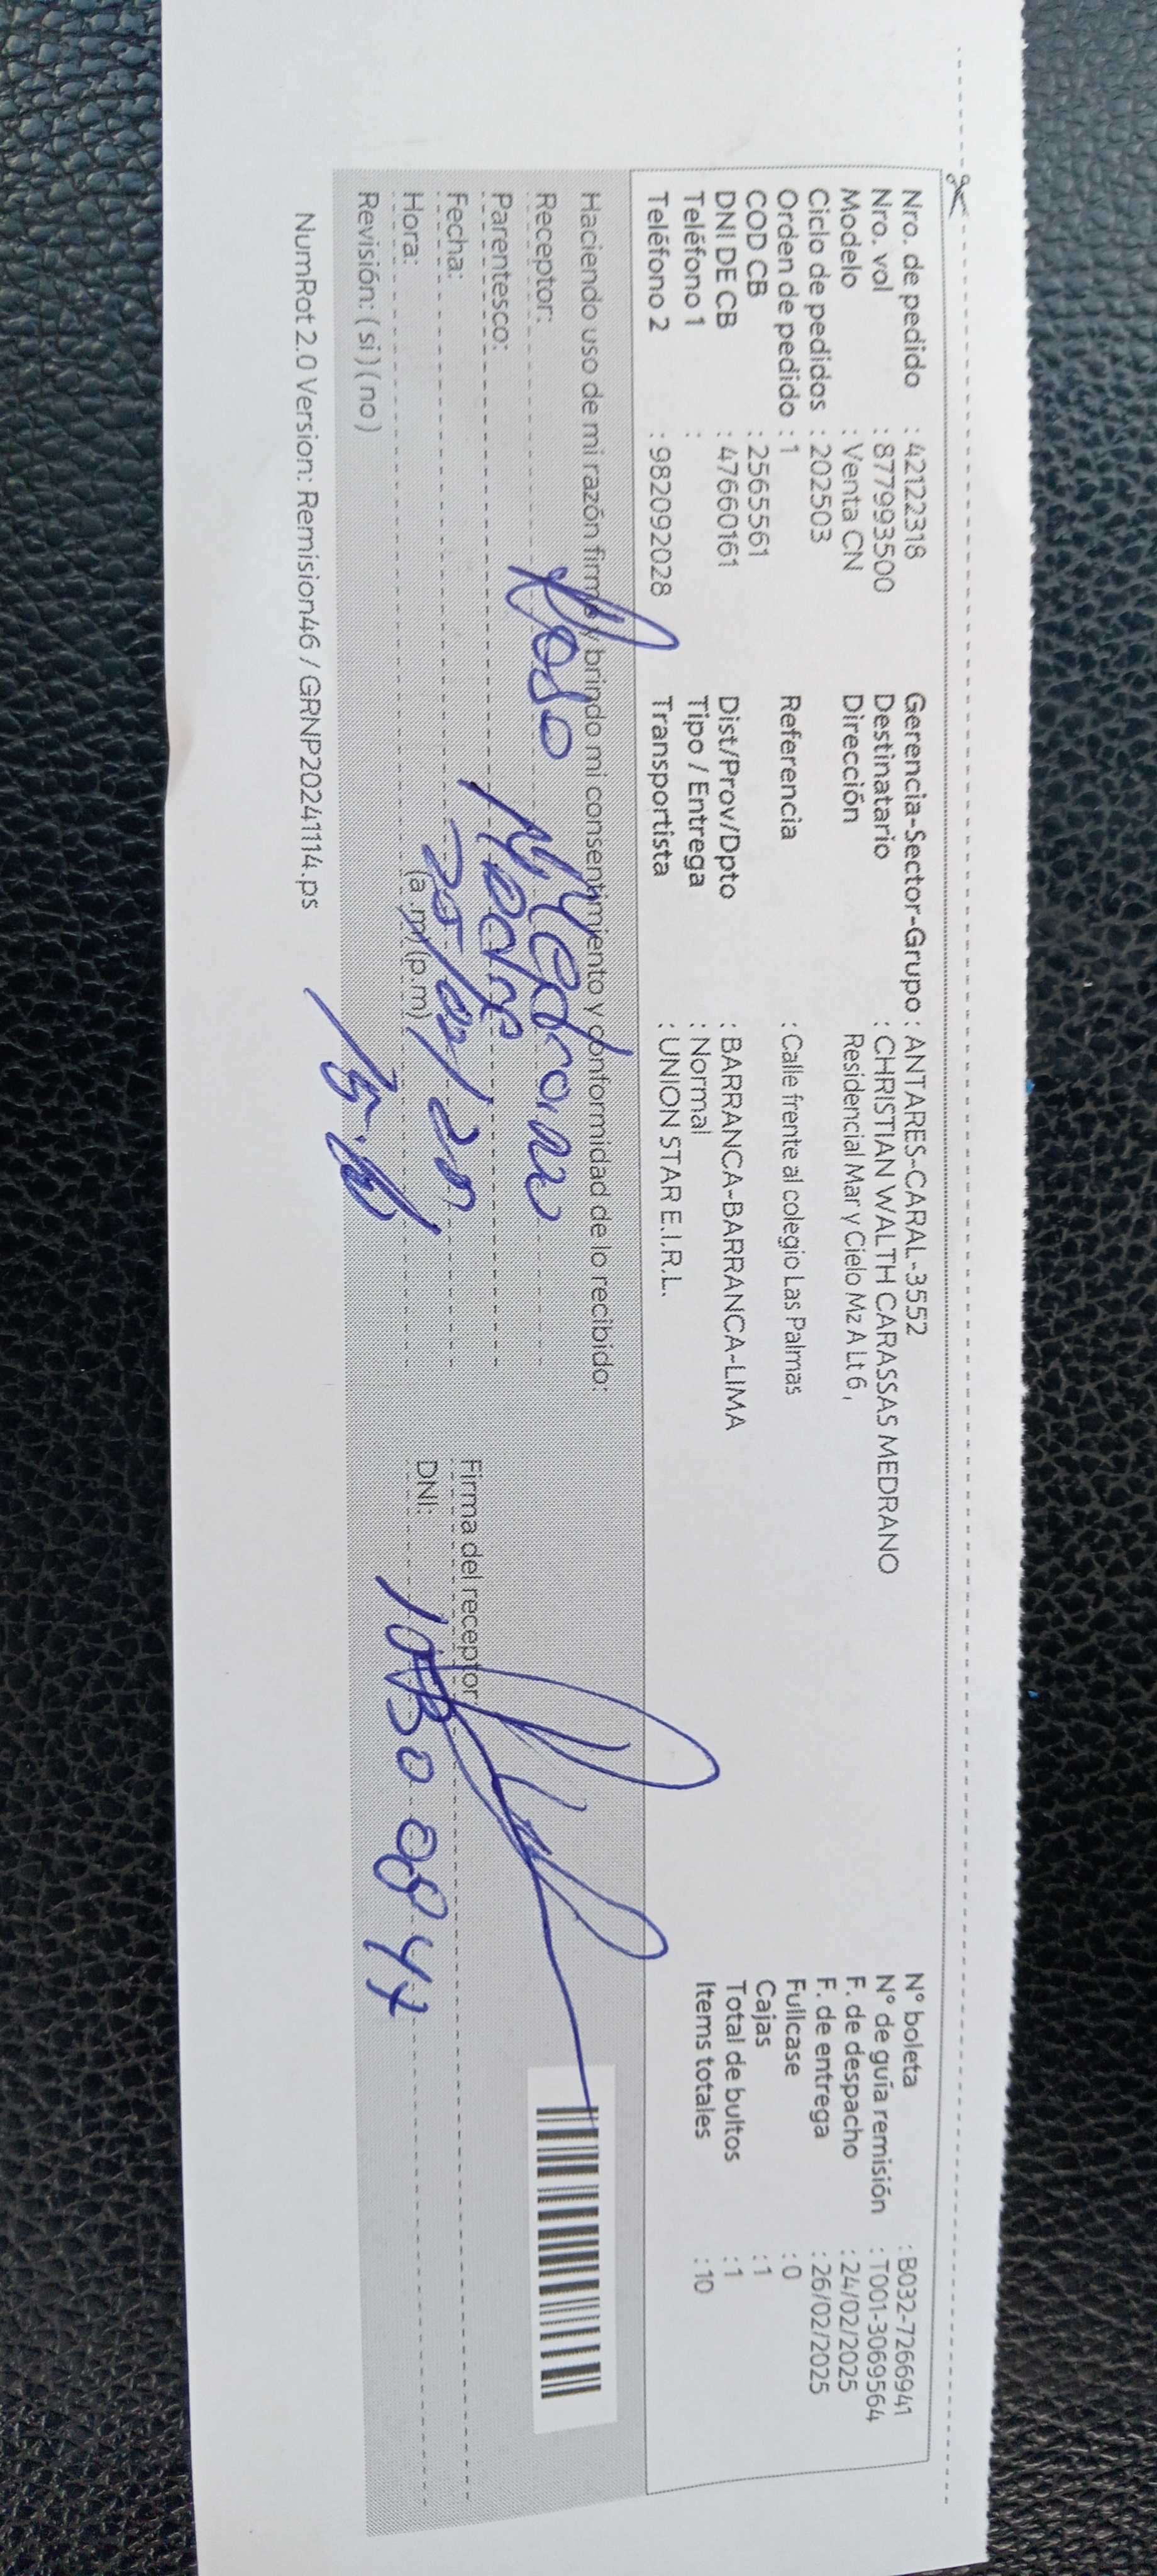 Nro. de pedido : 42122318 Gerencia-Sector-Grupo : ANTARES-CARAL-3552 N° boleta : B032-7266941
Nro. vol : 877993500 Destinatario : CHRISTIAN WALTH CARASSAS MEDRANO N° de guía remisión : T001-3069564
Modelo : Venta CN Dirección Residencial Mar y Cielo Mz A Lt 6 , F. de despacho : 24/02/2025
Ciclo de pedidos : 202503 F. de entrega : 26/02/2025
Orden de pedido : 1 Referencia : Calle frente al colegio Las Palmas Fullcase : 0
COD CB : 2565561 Cajas : 1
DNI DE CB : 47660161 Dist/Prov/Dpto : BARRANCA-BARRANCA-LIMA Total de bultos : 1
Teléfono 1 : Tipo / Entrega : Normal Items totales : 10
Teléfono 2 : 982092028 Transportista : UNION STAR E.I.R.L.
Haciendo uso de mi razón firmo y brindo mi consentimiento y conformidad de lo recibido:
Receptor: Rosa Medrano
Parentesco: Madre
Fecha: 25/02/25 Firma del receptor
Hora: (a.m) (p.m) DNI:
Revisión: ( si ) ( no )
NumRot 2.0 Version: Remision46 / GRNP20241114.ps